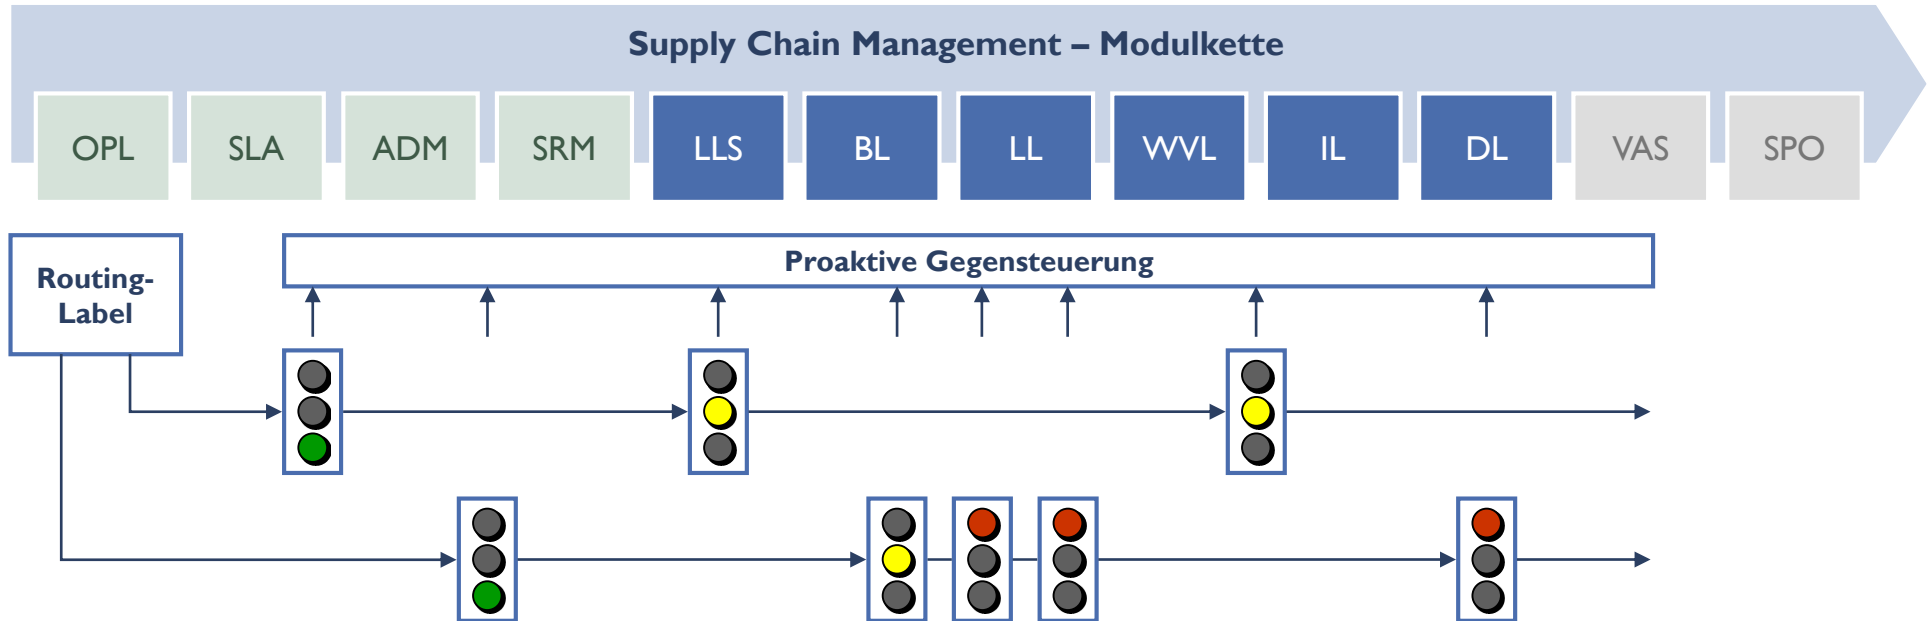 Supply Chain Management – Modulkette
OPL
SLA
ADM
SRM
LLS
BL
LL
WVL
IL
DL
VAS
SPO
Routing-
Label
Proaktive Gegensteuerung